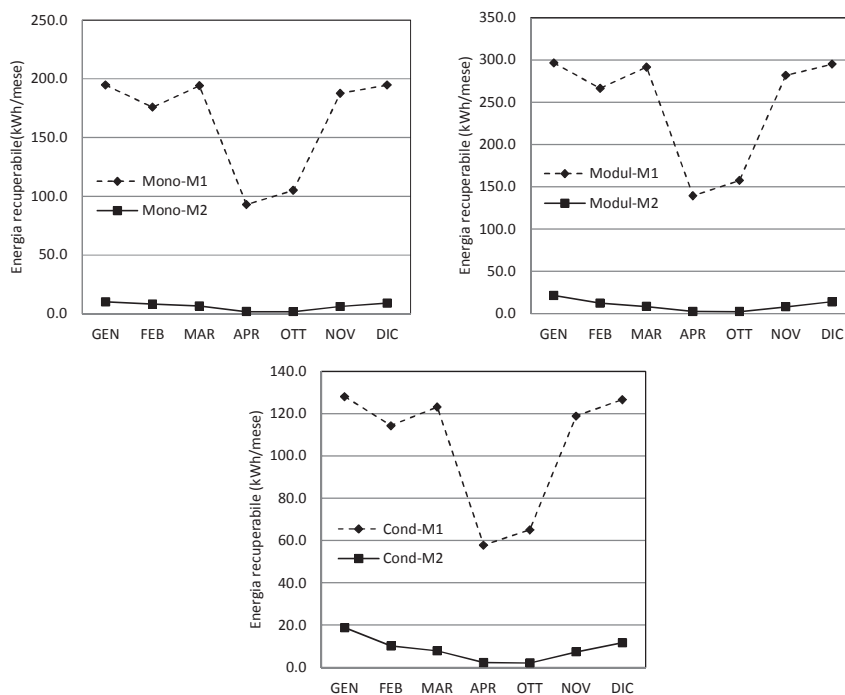 Energia recuperabile(kWh/mese)
250.0
200.0
150.0
100.0
50.0
0.0
Mono-M1
Mono-M2
GEN FEB MAR APR OTT NOV DIC
Energia recuperabile (kWh/mese)
350.0
300.0
250.0
200.0
150.0
100.0
50.0
0.0
Modul-M1
Modul-M2
GEN FEB MAR APR OTT NOV DIC
Energia recuperabile (kWh/mese)
140.0
120.0
100.0
80.0
60.0
40.0
20.0
0.0
Cond-M1
Cond-M2
GEN FEB MAR APR OTT NOV DIC